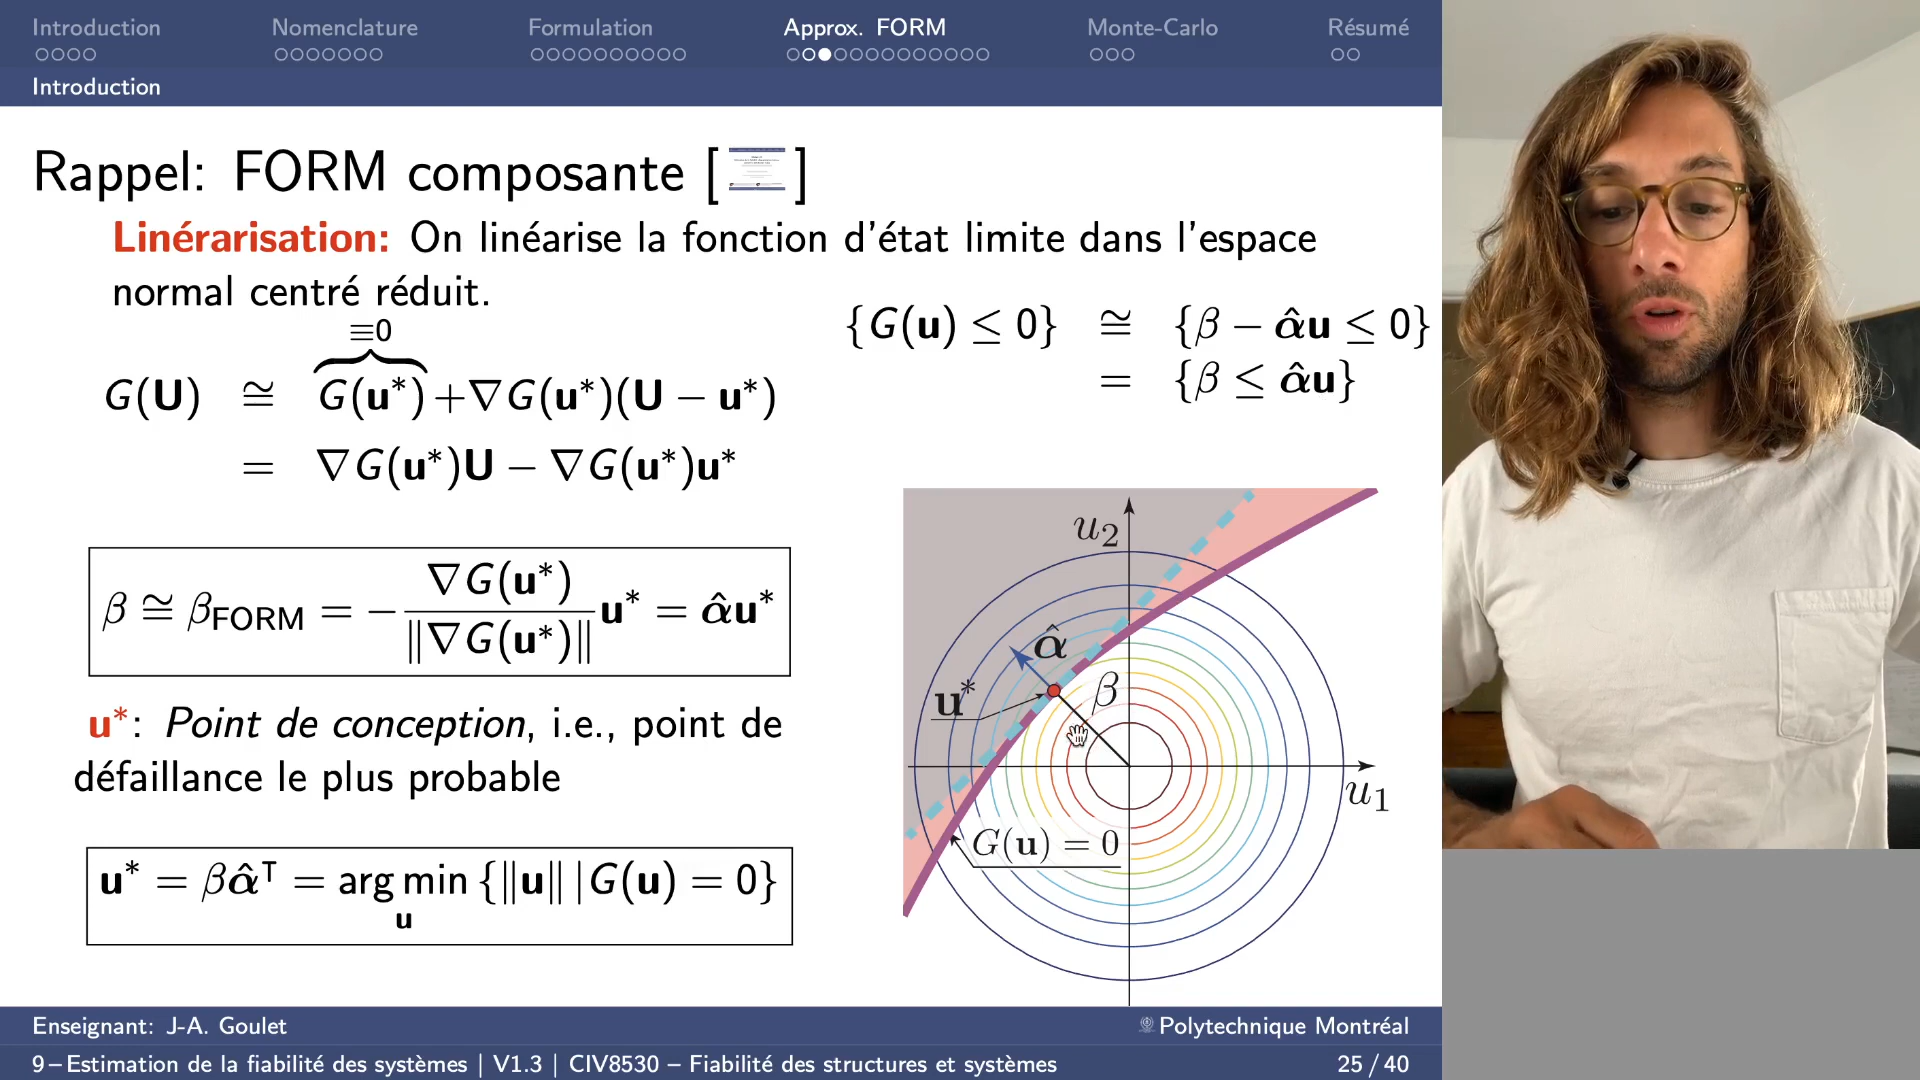 Introduction Nomenclature Formulation Approx. FORM Monte-Carlo Résumé
Introduction
Rappel: FORM composante [ ]
Linérarisation: On linéarise la fonction d'état limite dans l'espace
normal centré réduit.
≡0
G(U) ≅ G(u*)+∇G(u*)(U − u*)
= ∇G(u*)U − ∇G(u*)u*
{G(u) ≤ 0} ≅ {β − α̂u ≤ 0}
= {β ≤ α̂u}
β ≅ β_FORM = − ∇G(u*) / ‖∇G(u*)‖ u* = α̂u*
u*: Point de conception, i.e., point de
défaillance le plus probable
u* = βα̂ᵀ = arg min {‖u‖ |G(u) = 0}
u
u₂
α̂
u*
β
u₁
G(u) = 0
Enseignant: J-A. Goulet Polytechnique Montréal
9–Estimation de la fiabilité des systèmes | V1.3 | CIV8530 – Fiabilité des structures et systèmes 25 / 40